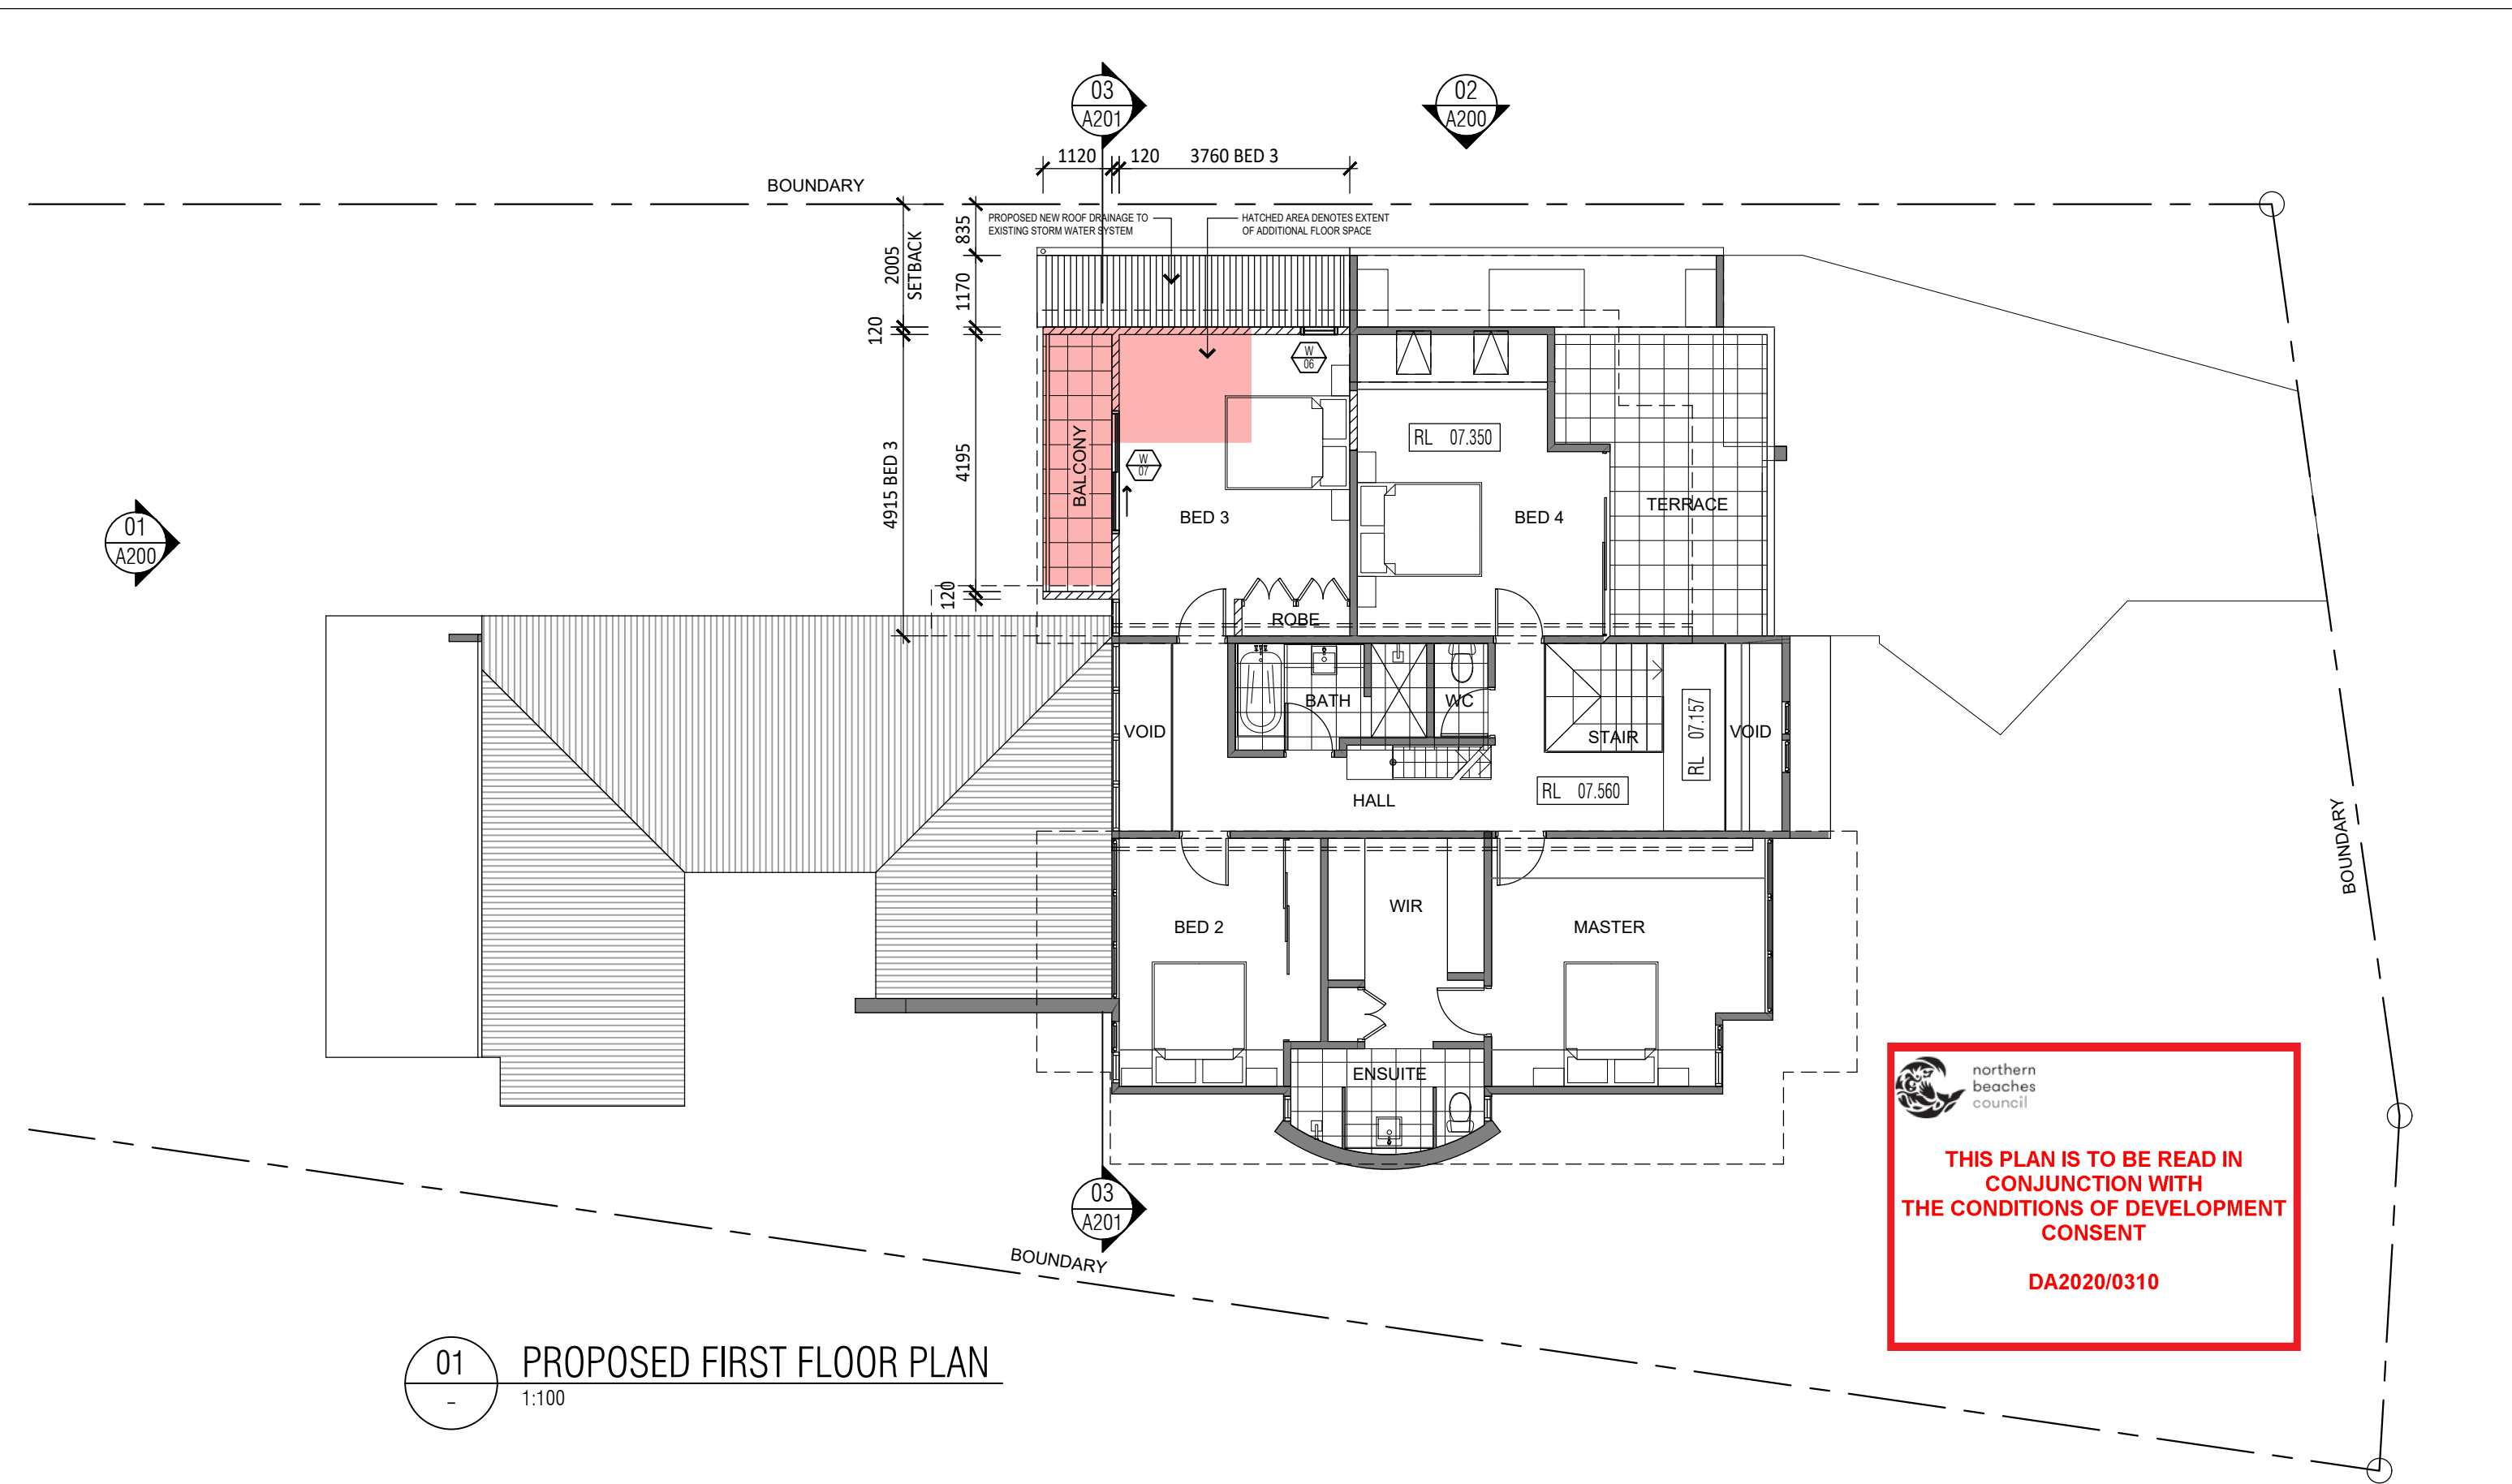 03
A201
02
A200
1120
120
3760 BED 3
BOUNDARY
PROPOSED NEW ROOF DRAINAGE TO
EXISTING STORM WATER SYSTEM
HATCHED AREA DENOTES EXTENT
OF ADDITIONAL FLOOR SPACE
2005
SETBACK
835
1170
120
4915 BED 3
4195
120
W
06
W
07
BALCONY
RL 07.350
BED 3
BED 4
TERRACE
01
A200
ROBE
BATH
WC
VOID
STAIR
RL 07.157
VOID
HALL
RL 07.560
BOUNDARY
BED 2
WIR
MASTER
ENSUITE
03
A201
BOUNDARY
northern
beaches
council
THIS PLAN IS TO BE READ IN
CONJUNCTION WITH
THE CONDITIONS OF DEVELOPMENT
CONSENT
DA2020/0310
01
-
PROPOSED FIRST FLOOR PLAN
1:100